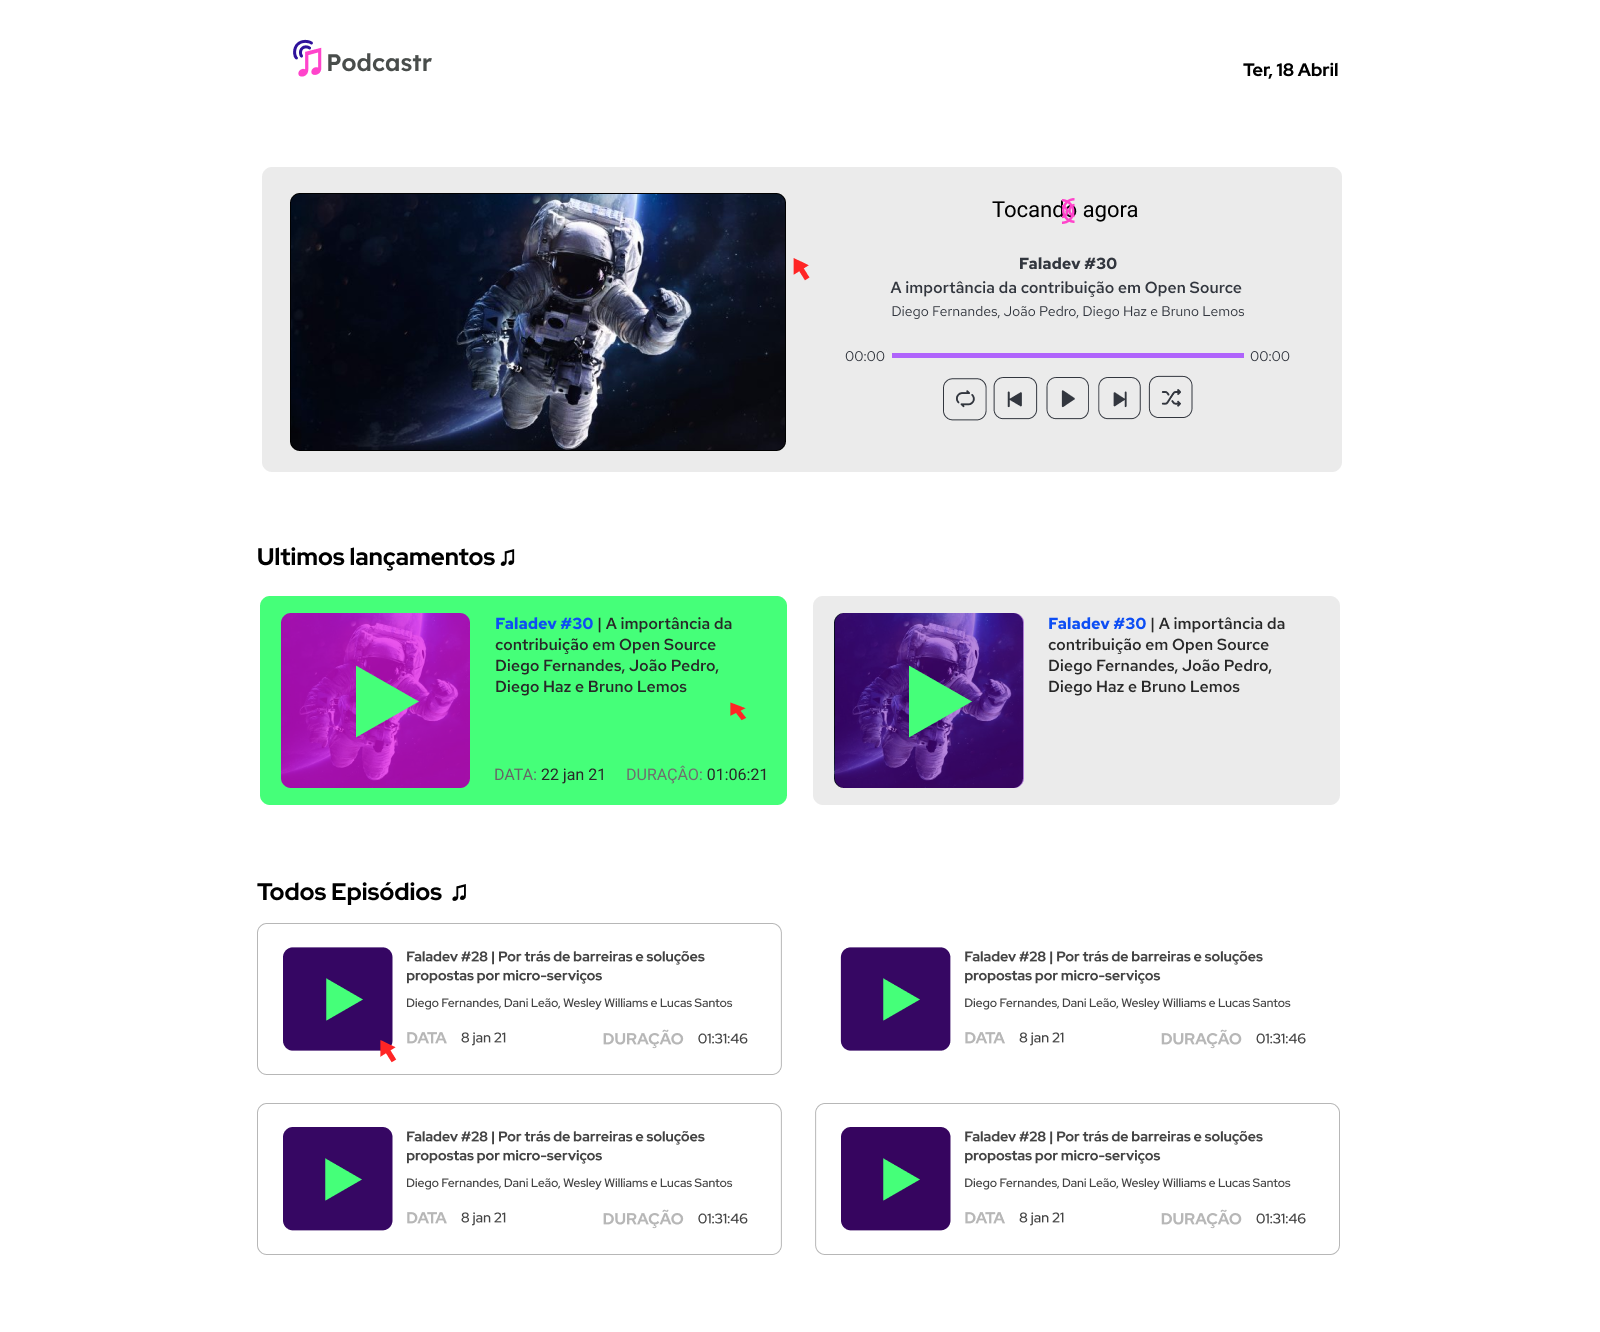 Podcastr
Ter, 18 Abril
Tocando agora
Faladev #30
A importância da contribuição em Open Source
Diego Fernandes, João Pedro, Diego Haz e Bruno Lemos
00:00 00:00
Ultimos lançamentos
Faladev #30 | A importância da
contribuição em Open Source
Diego Fernandes, João Pedro,
Diego Haz e Bruno Lemos
DATA: 22 jan 21 DURAÇÂO: 01:06:21
Faladev #30 | A importância da
contribuição em Open Source
Diego Fernandes, João Pedro,
Diego Haz e Bruno Lemos
Todos Episódios
Faladev #28 | Por trás de barreiras e soluções
propostas por micro-serviços
Diego Fernandes, Dani Leão, Wesley Williams e Lucas Santos
DATA 8 jan 21 DURAÇÃO 01:31:46
Faladev #28 | Por trás de barreiras e soluções
propostas por micro-serviços
Diego Fernandes, Dani Leão, Wesley Williams e Lucas Santos
DATA 8 jan 21 DURAÇÃO 01:31:46
Faladev #28 | Por trás de barreiras e soluções
propostas por micro-serviços
Diego Fernandes, Dani Leão, Wesley Williams e Lucas Santos
DATA 8 jan 21 DURAÇÃO 01:31:46
Faladev #28 | Por trás de barreiras e soluções
propostas por micro-serviços
Diego Fernandes, Dani Leão, Wesley Williams e Lucas Santos
DATA 8 jan 21 DURAÇÃO 01:31:46